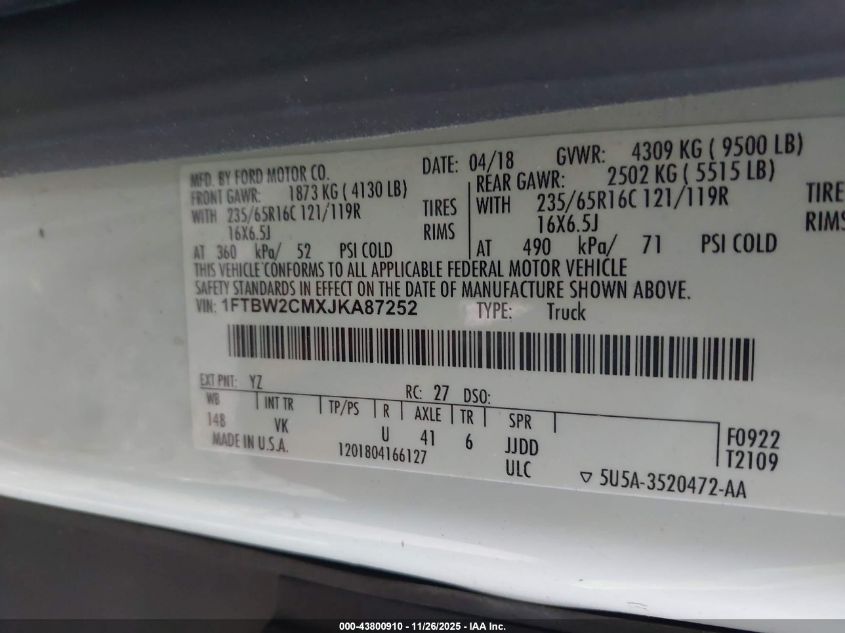 MFD. BY FORD MOTOR CO. DATE: 04/18 GVWR: 4309 KG ( 9500 LB)
FRONT GAWR: 1873 KG ( 4130 LB) REAR GAWR: 2502 KG ( 5515 LB)
WITH 235/65R16C 121/119R TIRES WITH 235/65R16C 121/119R TIRES
16X6.5J RIMS 16X6.5J RIMS
AT 360 kPa/ 52 PSI COLD AT 490 kPa/ 71 PSI COLD
THIS VEHICLE CONFORMS TO ALL APPLICABLE FEDERAL MOTOR VEHICLE
SAFETY STANDARDS IN EFFECT ON THE DATE OF MANUFACTURE SHOWN ABOVE.
VIN: 1FTBW2CMXJKA87252 TYPE: Truck
EXT PNT: YZ RC: 27 DSO:
WB INT TR TP/PS R AXLE TR SPR
148 VK U 41 6 JJDD F0922
MADE IN U.S.A. 1201804166127 ULC T2109
▽ 5U5A-3520472-AA
000-43800910 - 11/26/2025 - IAA Inc.